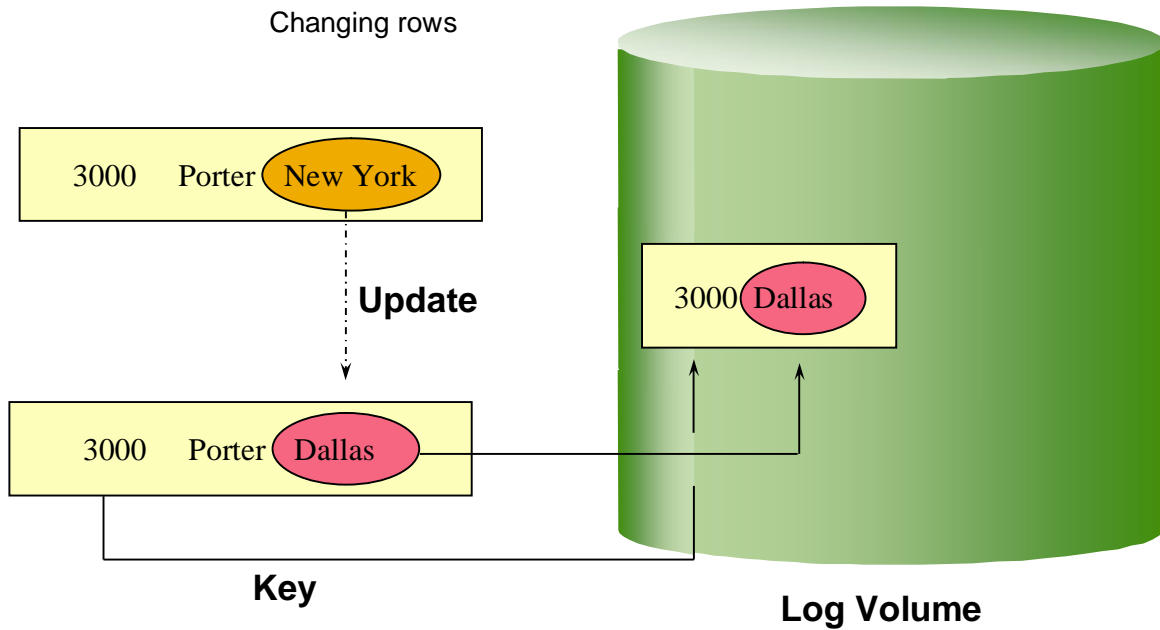 Changing rows
3000 Porter New York
Update
3000 Dallas
3000 Porter Dallas
Key
Log Volume